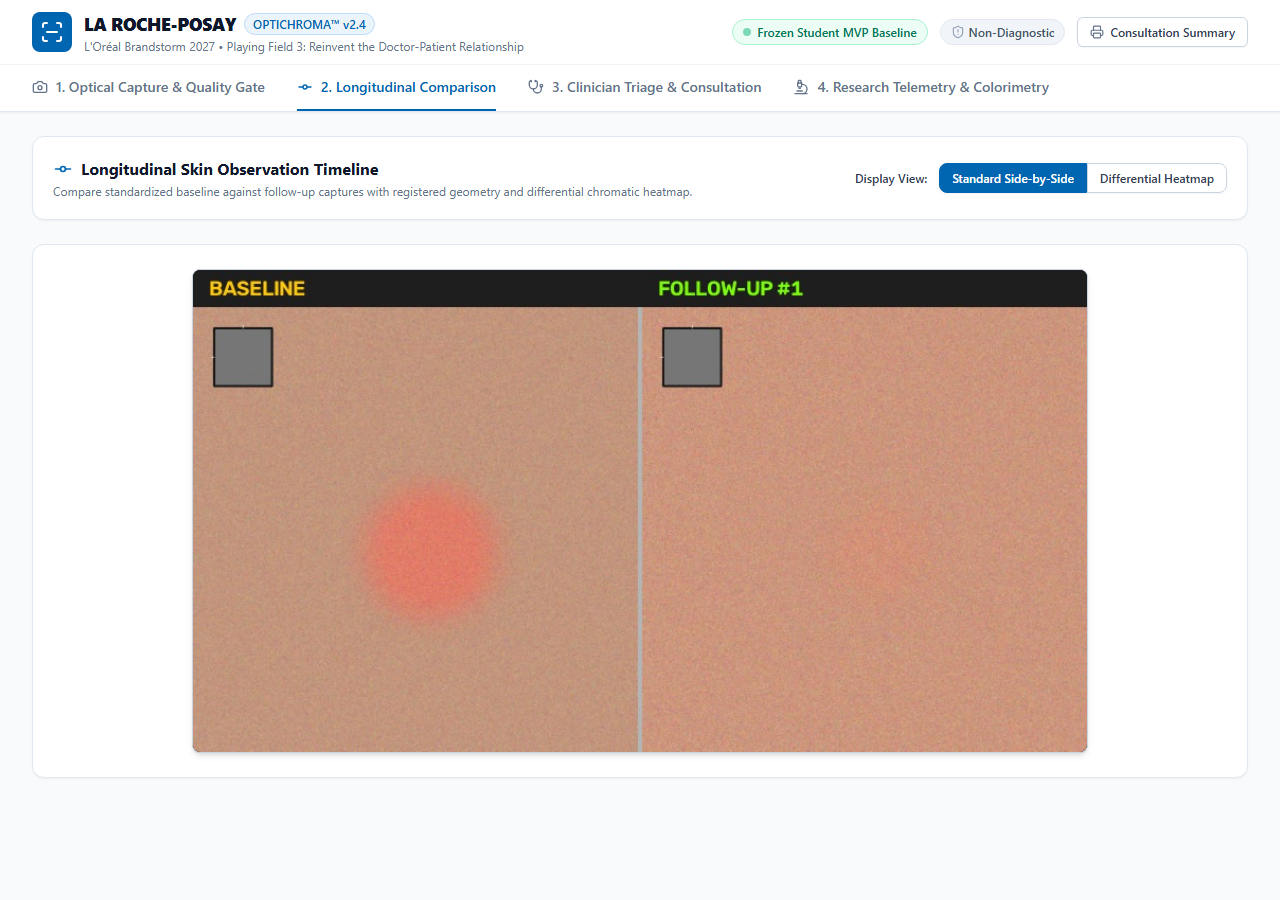 LA ROCHE-POSAY
OPTICHROMA™ v2.4
L'Oréal Brandstorm 2027 • Playing Field 3: Reinvent the Doctor-Patient Relationship
Frozen Student MVP Baseline
Non-Diagnostic
Consultation Summary
1. Optical Capture & Quality Gate
2. Longitudinal Comparison
3. Clinician Triage & Consultation
4. Research Telemetry & Colorimetry
Longitudinal Skin Observation Timeline
Compare standardized baseline against follow-up captures with registered geometry and differential chromatic heatmap.
Display View:
Standard Side-by-Side
Differential Heatmap
BASELINE
FOLLOW-UP #1